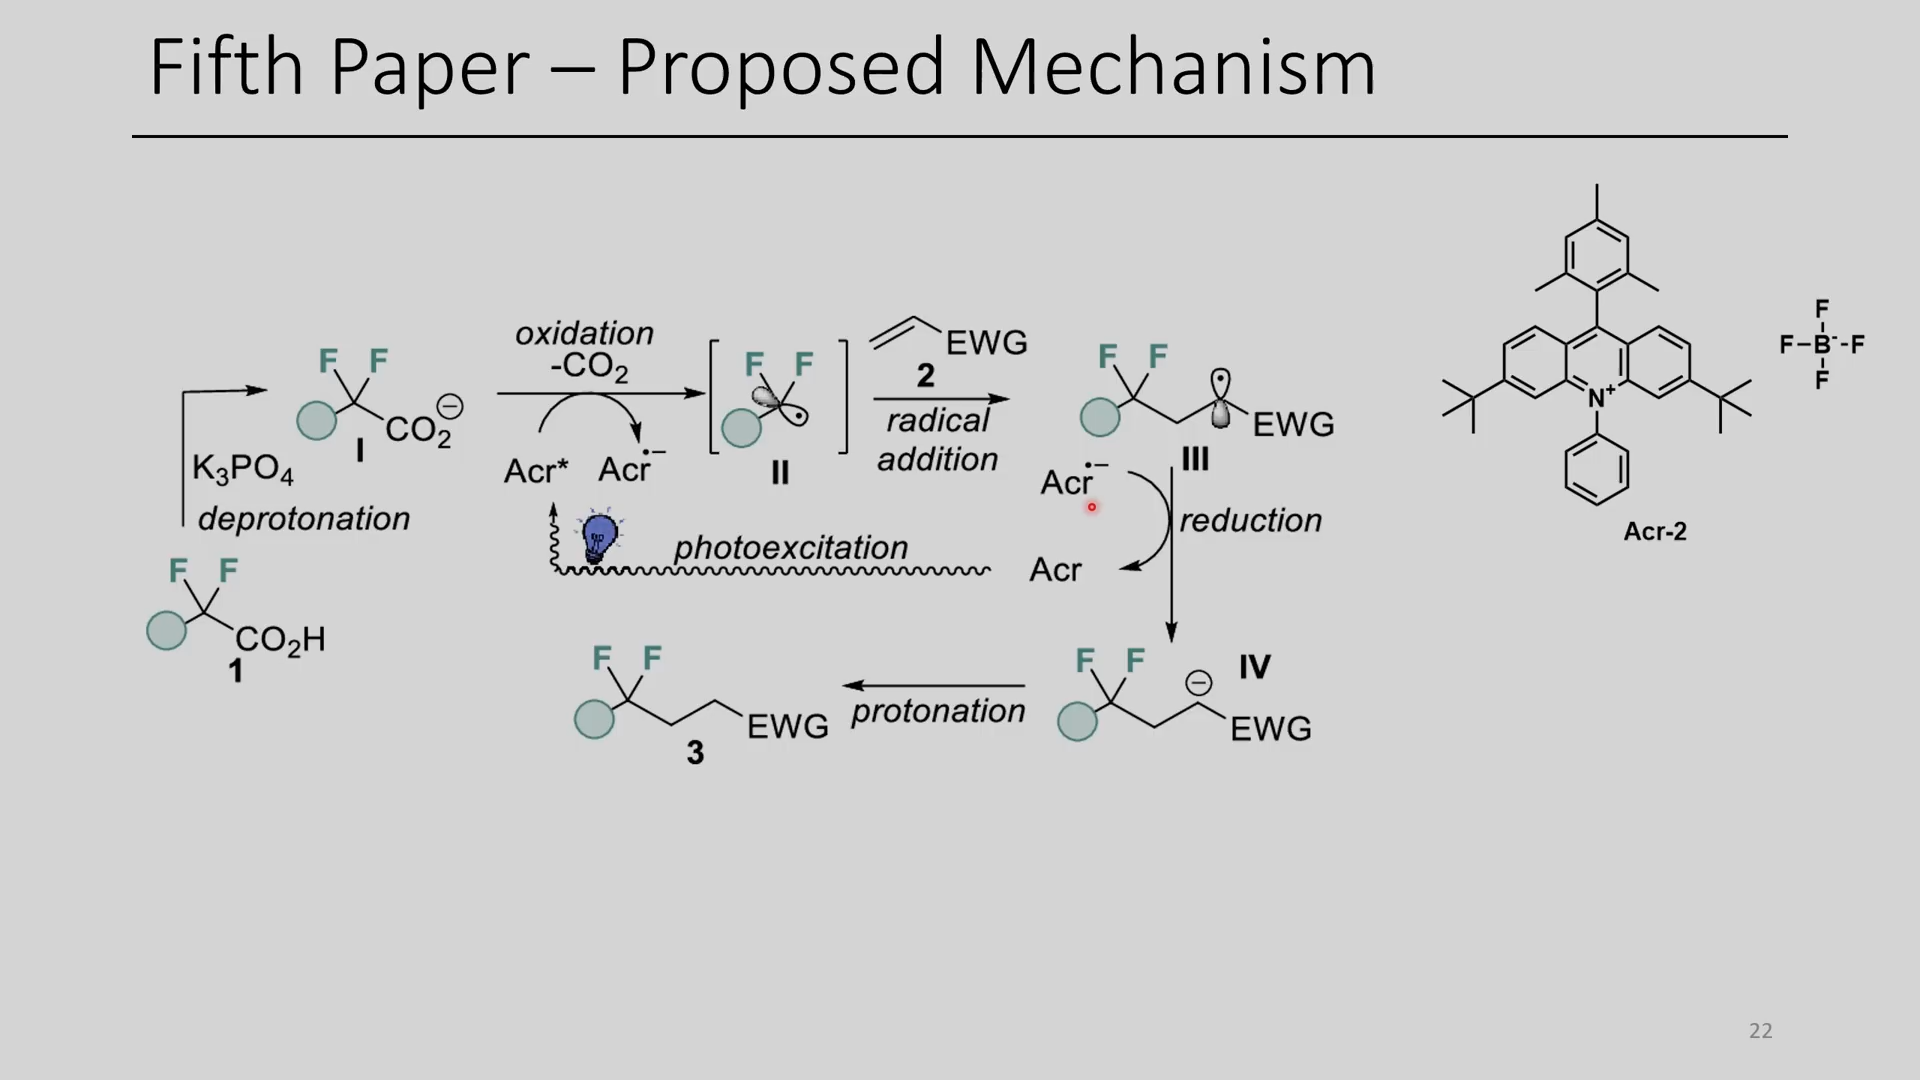 Fifth Paper – Proposed Mechanism
F F
CO2⊖
I
K3PO4
deprotonation
F F
CO2H
1
oxidation
-CO2
Acr* Acr•−
F F
II
EWG
2
radical
addition
F F
EWG
III
Acr•−
reduction
Acr
photoexcitation
F F
⊖
EWG
IV
protonation
F F
EWG
3
N+
Acr-2
F
F–B--F
F
22